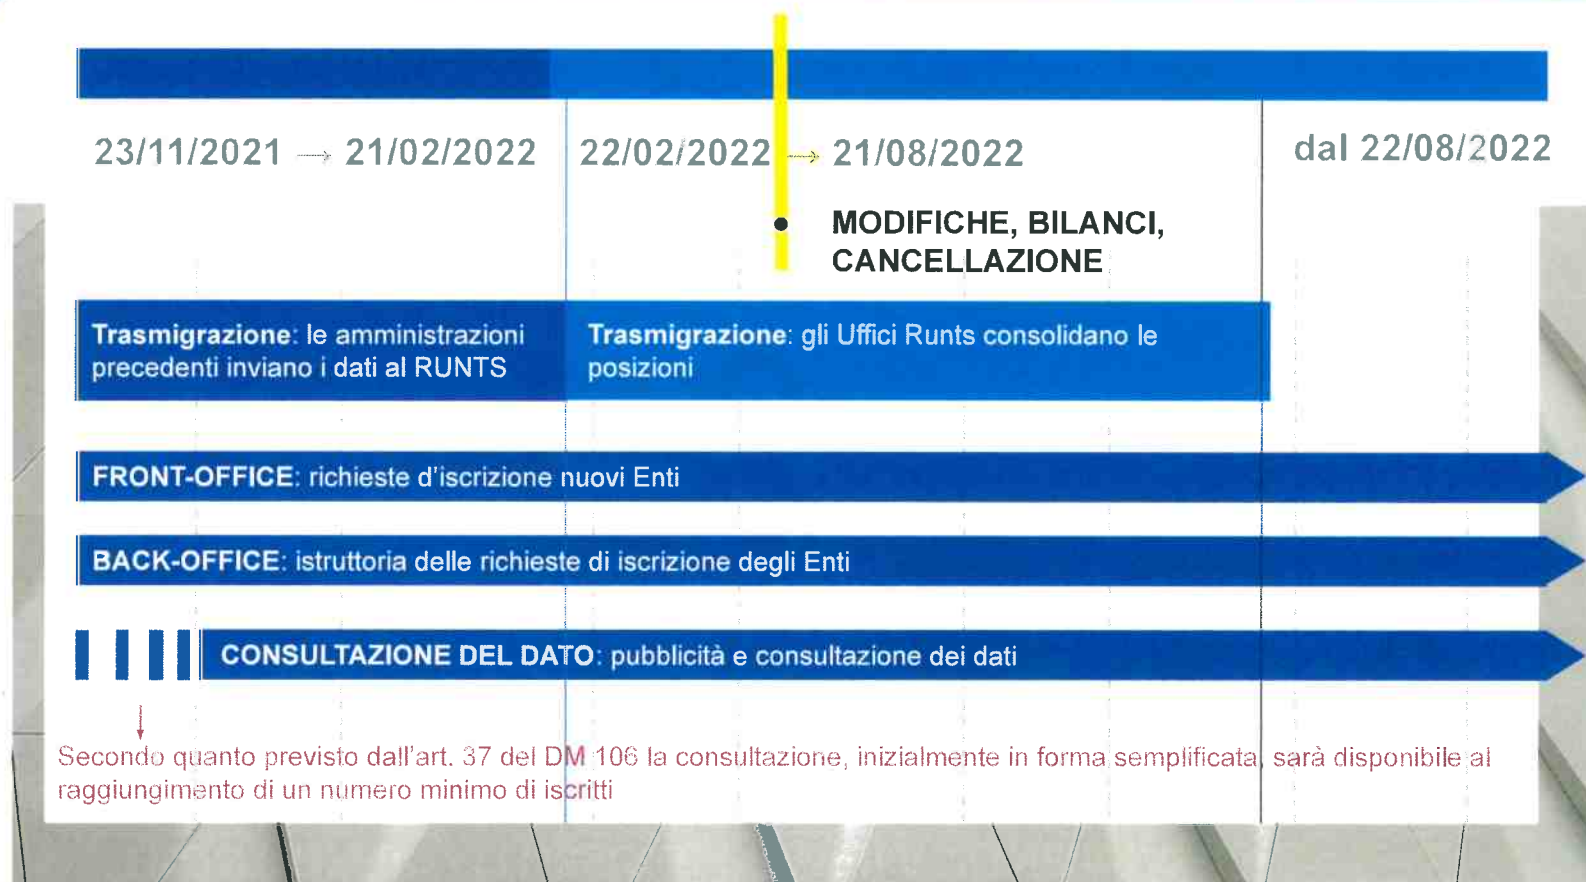 23/11/2021 → 21/02/2022
22/02/2022 → 21/08/2022
dal 22/08/2022
MODIFICHE, BILANCI,
CANCELLAZIONE
Trasmigrazione: le amministrazioni
precedenti inviano i dati al RUNTS
Trasmigrazione: gli Uffici Runts consolidano le
posizioni
FRONT-OFFICE: richieste d'iscrizione nuovi Enti
BACK-OFFICE: istruttoria delle richieste di iscrizione degli Enti
CONSULTAZIONE DEL DATO: pubblicità e consultazione dei dati
Secondo quanto previsto dall'art. 37 del DM 106 la consultazione, inizialmente in forma semplificata, sarà disponibile al
raggiungimento di un numero minimo di iscritti